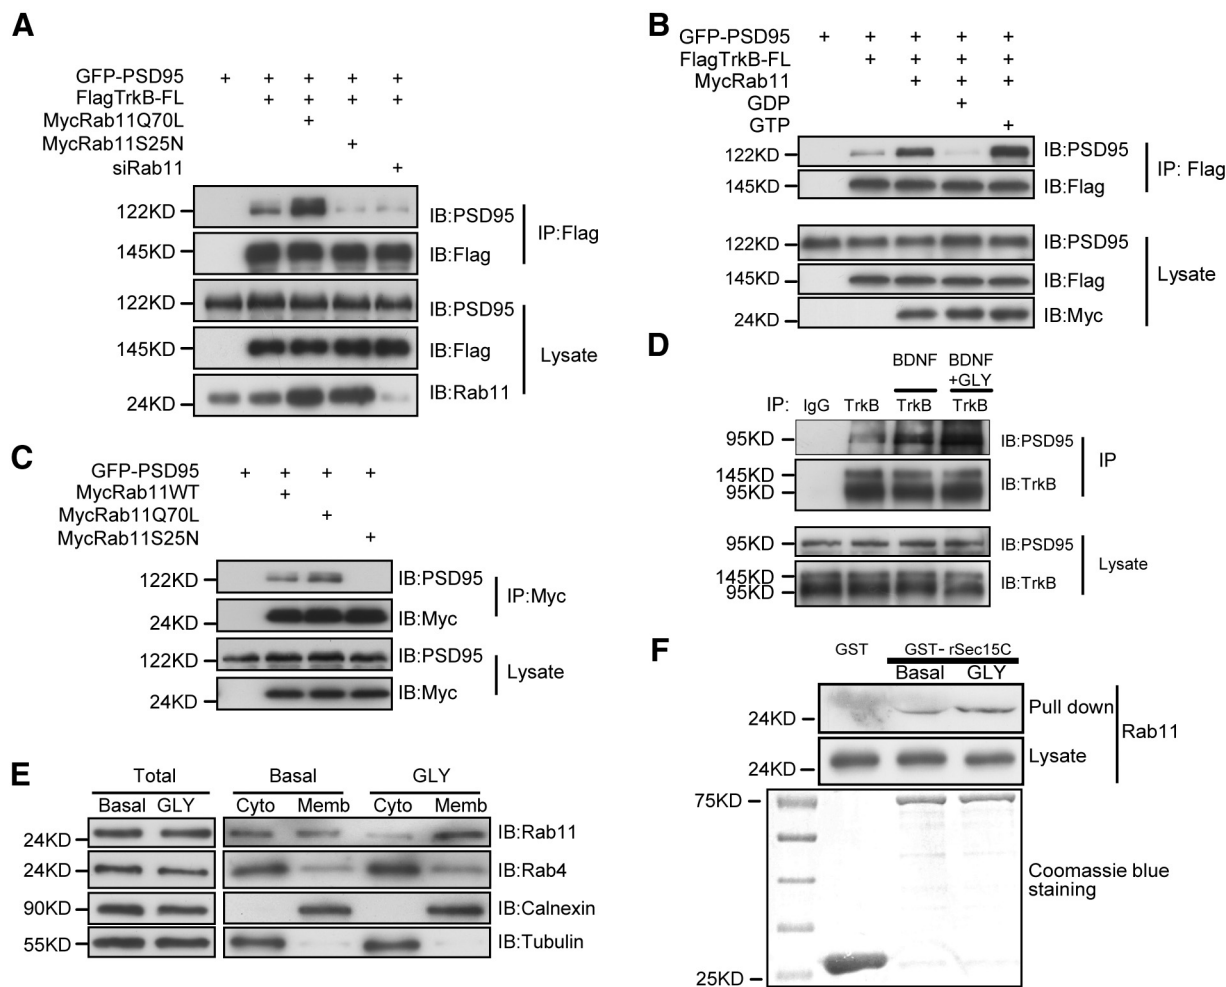 A
GFP-PSD95 + + + + +
FlagTrkB-FL + + + +
MycRab11Q70L +
MycRab11S25N +
siRab11 +
122KD IB:PSD95
145KD IB:Flag
IP:Flag
122KD IB:PSD95
145KD IB:Flag
24KD IB:Rab11
Lysate
B
GFP-PSD95 + + + + +
FlagTrkB-FL + + + +
MycRab11 + + +
GDP +
GTP +
122KD IB:PSD95
145KD IB:Flag
IP: Flag
122KD IB:PSD95
145KD IB:Flag
24KD IB:Myc
Lysate
C
GFP-PSD95 + + + +
MycRab11WT +
MycRab11Q70L +
MycRab11S25N +
122KD IB:PSD95
24KD IB:Myc
IP:Myc
122KD IB:PSD95
24KD IB:Myc
Lysate
D
BDNF BDNF
+GLY
IP: IgG TrkB TrkB TrkB
95KD IB:PSD95
145KD
95KD IB:TrkB
IP
95KD IB:PSD95
145KD
95KD IB:TrkB
Lysate
E
Total Basal GLY
Basal GLY Cyto Memb Cyto Memb
24KD IB:Rab11
24KD IB:Rab4
90KD IB:Calnexin
55KD IB:Tubulin
F
GST GST- rSec15C
Basal GLY
24KD Pull down
24KD Lysate
Rab11
75KD
Coomassie blue
staining
25KD